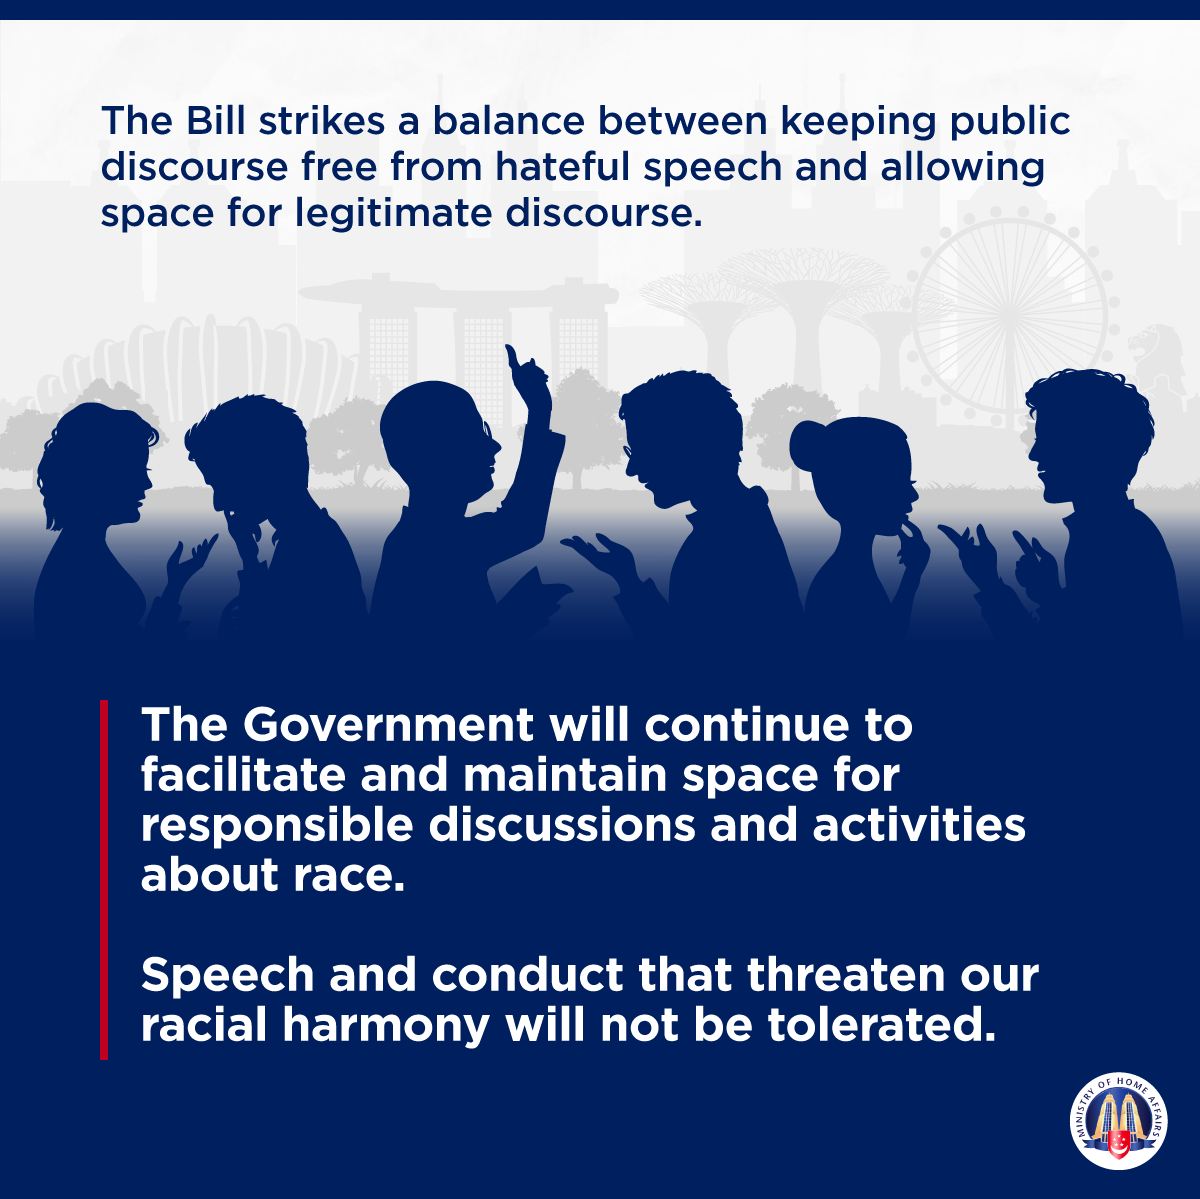 The Bill strikes a balance between keeping public
discourse free from hateful speech and allowing
space for legitimate discourse.
The Government will continue to
facilitate and maintain space for
responsible discussions and activities
about race.
Speech and conduct that threaten our
racial harmony will not be tolerated.
MINISTRY OF HOME AFFAIRS